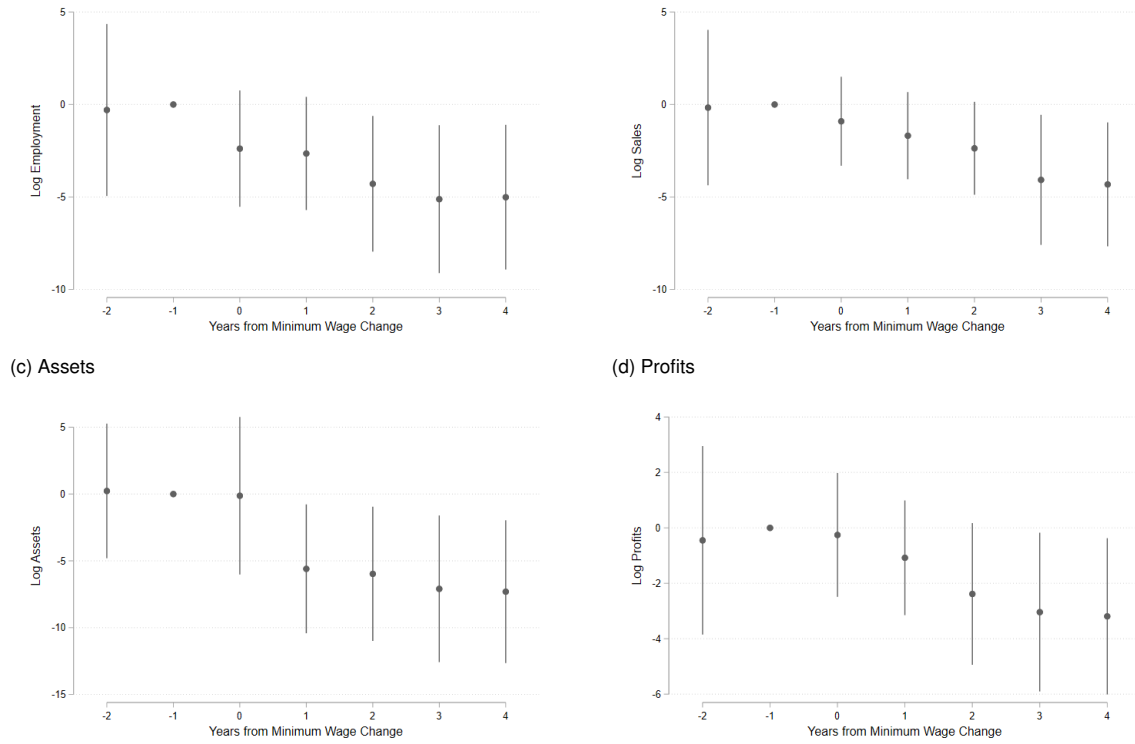 5
0
-5
-10
Log Employment
-2 -1 0 1 2 3 4
Years from Minimum Wage Change
5
0
-5
-10
Log Sales
-2 -1 0 1 2 3 4
Years from Minimum Wage Change
(c) Assets
5
0
-5
-10
-15
Log Assets
-2 -1 0 1 2 3 4
Years from Minimum Wage Change
(d) Profits
4
2
0
-2
-4
-6
Log Profits
-2 -1 0 1 2 3 4
Years from Minimum Wage Change